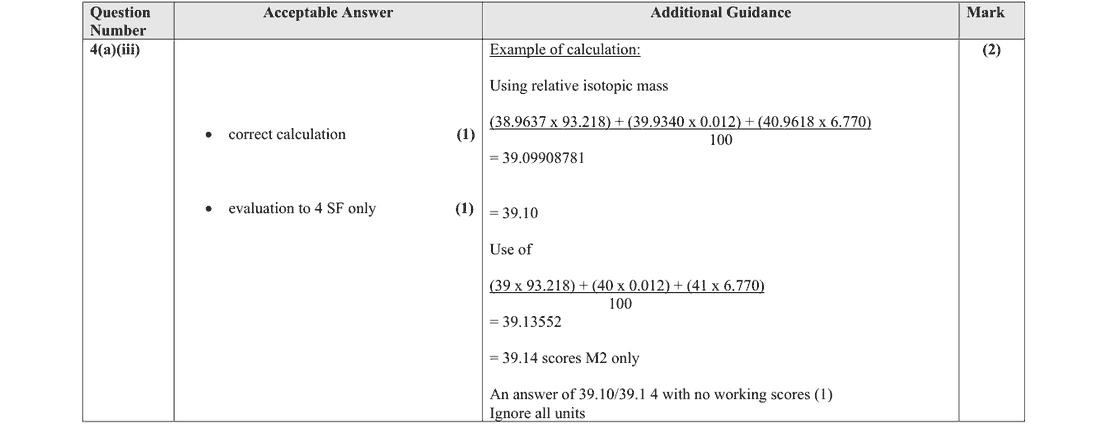 Question Number
Acceptable Answer
Additional Guidance
Mark
4(a)(iii)
(2)
Example of calculation:
Using relative isotopic mass
• correct calculation (1)
(38.9637 x 93.218) + (39.9340 x 0.012) + (40.9618 x 6.770)
100
= 39.09908781
• evaluation to 4 SF only (1)
= 39.10
Use of
(39 x 93.218) + (40 x 0.012) + (41 x 6.770)
100
= 39.13552
= 39.14 scores M2 only
An answer of 39.10/39.1 4 with no working scores (1)
Ignore all units